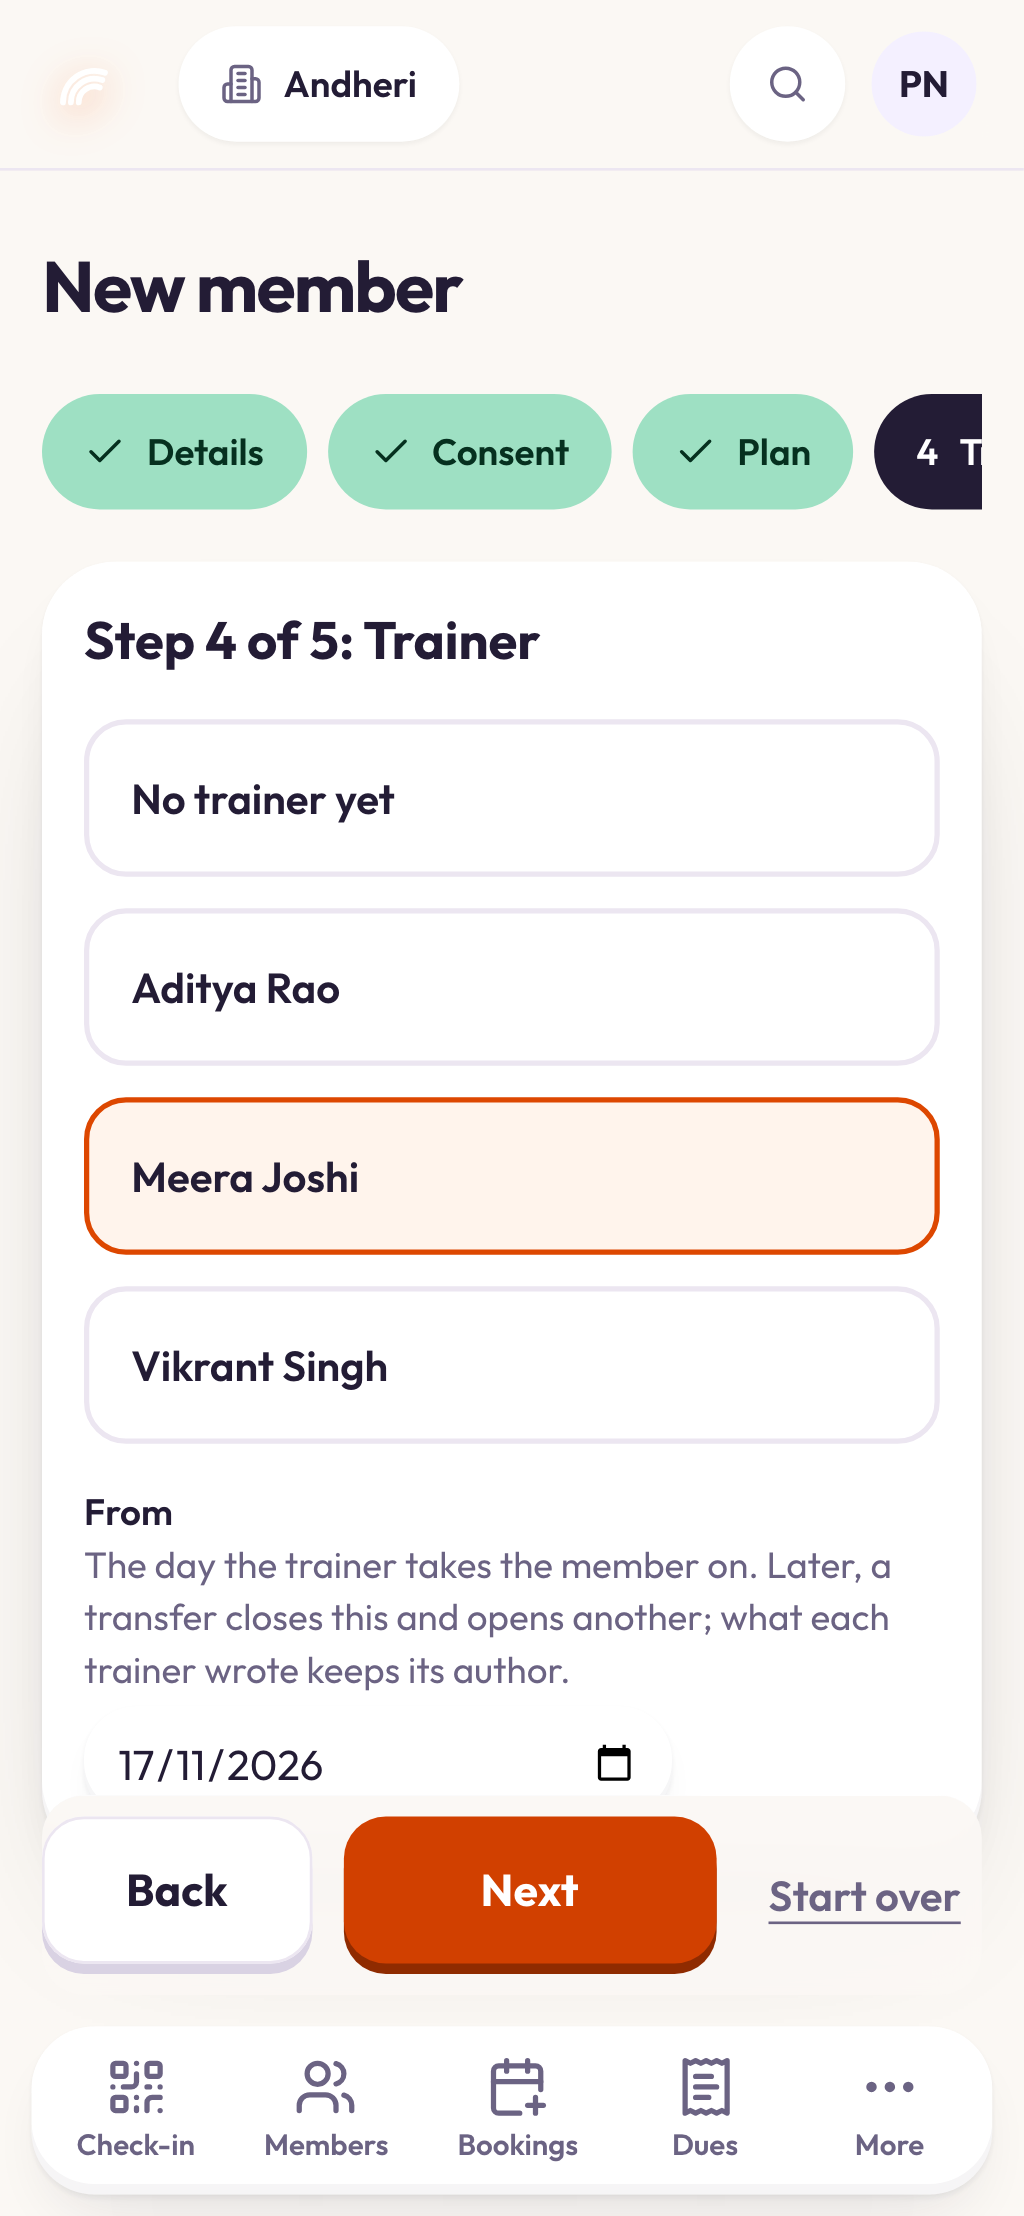 Andheri
PN
New member
Details
Consent
Plan
4
Step 4 of 5: Trainer
No trainer yet
Aditya Rao
Meera Joshi
Vikrant Singh
From
The day the trainer takes the member on. Later, a
transfer closes this and opens another; what each
trainer wrote keeps its author.
17/11/2026
Back
Next
Start over
Check-in
Members
Bookings
Dues
More